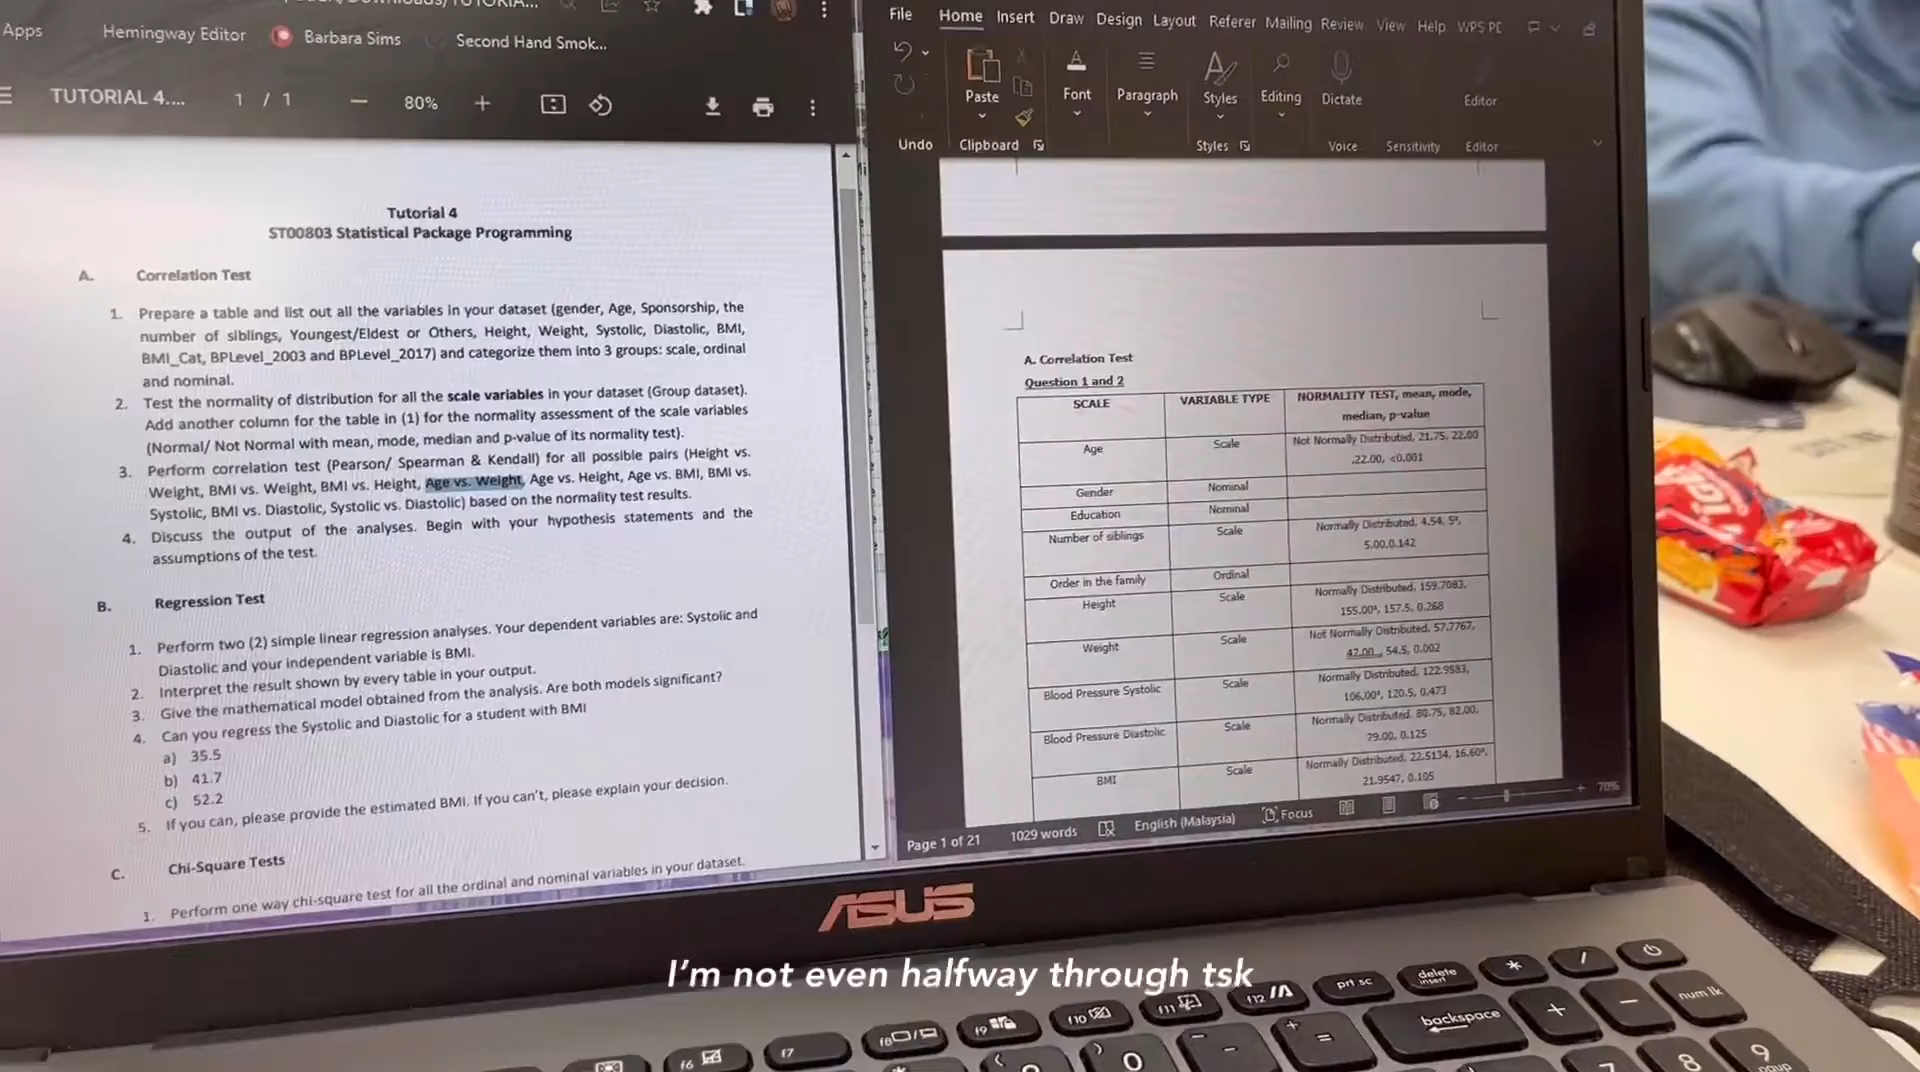 Apps Hemingway Editor Barbara Sims Second Hand Smok...
TUTORIAL 4.... 1 / 1 80%
Tutorial 4
ST00803 Statistical Package Programming
A. Correlation Test
1. Prepare a table and list out all the variables in your dataset (gender, Age, Sponsorship, the
number of siblings, Youngest/Eldest or Others, Height, Weight, Systolic, Diastolic, BMI,
BMI_Cat, BPLevel_2003 and BPLevel_2017) and categorize them into 3 groups: scale, ordinal
and nominal.
2. Test the normality of distribution for all the scale variables in your dataset (Group dataset).
Add another column for the table in (1) for the normality assessment of the scale variables
(Normal/ Not Normal with mean, mode, median and p-value of its normality test).
3. Perform correlation test (Pearson/ Spearman & Kendall) for all possible pairs (Height vs.
Weight, BMI vs. Weight, BMI vs. Height, Age vs. Weight, Age vs. Height, Age vs. BMI, BMI vs.
Systolic, BMI vs. Diastolic, Systolic vs. Diastolic) based on the normality test results.
4. Discuss the output of the analyses. Begin with your hypothesis statements and the
assumptions of the test.
B. Regression Test
1. Perform two (2) simple linear regression analyses. Your dependent variables are: Systolic and
Diastolic and your independent variable is BMI.
2. Interpret the result shown by every table in your output.
3. Give the mathematical model obtained from the analysis. Are both models significant?
4. Can you regress the Systolic and Diastolic for a student with BMI
a) 35.5
b) 41.7
c) 52.2
5. If you can, please provide the estimated BMI. If you can't, please explain your decision.
C. Chi-Square Tests
1. Perform one way chi-square test for all the ordinal and nominal variables in your dataset.
File Home Insert Draw Design Layout Referer Mailing Review View Help WPS PD
Paste Font Paragraph Styles Editing Dictate Editor
Undo Clipboard Styles Voice Sensitivity Editor
A. Correlation Test
Question 1 and 2
SCALE VARIABLE TYPE NORMALITY TEST, mean, mode,
median, p-value
Age Scale Not Normally Distributed, 21.75, 22.00
,22.00, <0.001
Gender Nominal
Education Nominal
Number of siblings Scale Normally Distributed, 4.54, 5ª,
5.00,0.142
Order in the family Ordinal
Height Scale Normally Distributed, 159.7083,
155.00ª, 157.5, 0.268
Weight Scale Not Normally Distributed, 57.7767,
47.00 , 54.5, 0.002
Blood Pressure Systolic Scale Normally Distributed, 122.9583,
106.00ª, 120.5, 0.473
Blood Pressure Diastolic Scale Normally Distributed. 80.75, 82.00,
79.00, 0.125
BMI Scale Normally Distributed, 22.5134, 16.60ª,
21.9547, 0.105
Page 1 of 21 1029 words English (Malaysia) Focus 70%
ASUS
I'm not even halfway through tsk
f6 f7 f8 f9 f10 f11 f12 prt sc delete insert * / 
backspace + - num lk
) 0 - + = 7 8 9